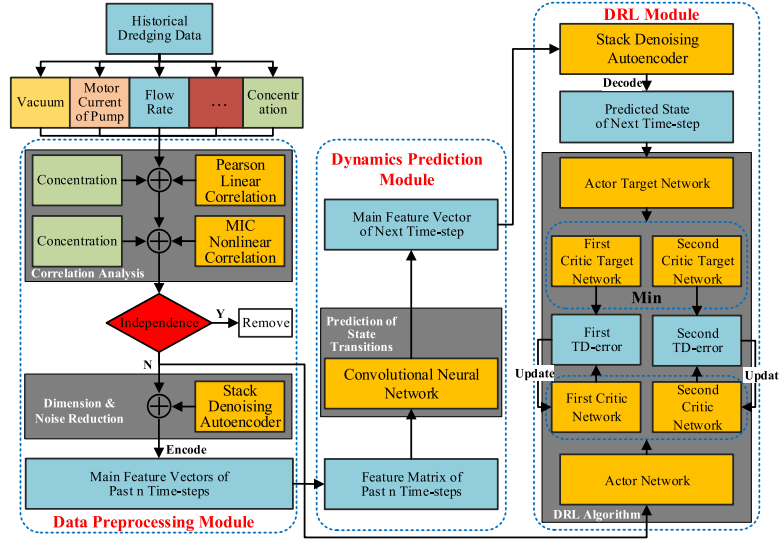 Historical
Dredging Data
Vacuum
Motor
Current
of Pump
Flow
Rate
...
Concentr
ation
Concentration
Pearson
Linear
Correlation
Concentration
MIC
Nonlinear
Correlation
Correlation Analysis
Independence
Y
Remove
N
Dimension &
Noise Reduction
Stack
Denoising
Autoencoder
Encode
Main Feature Vectors of
Past n Time-steps
Data Preprocessing Module
Dynamics Prediction
Module
Main Feature Vector
of Next Time-step
Prediction of
State
Transitions
Convolutional Neural
Network
Feature Matrix of
Past n Time-steps
DRL Module
Stack Denoising
Autoencoder
Decode
Predicted State
of Next Time-step
Actor Target Network
First
Critic Target
Network
Second
Critic Target
Network
Min
First
TD-error
Second
TD-error
Update
Updat
First Critic
Network
Second
Critic
Network
Actor Network
DRL Algorithm